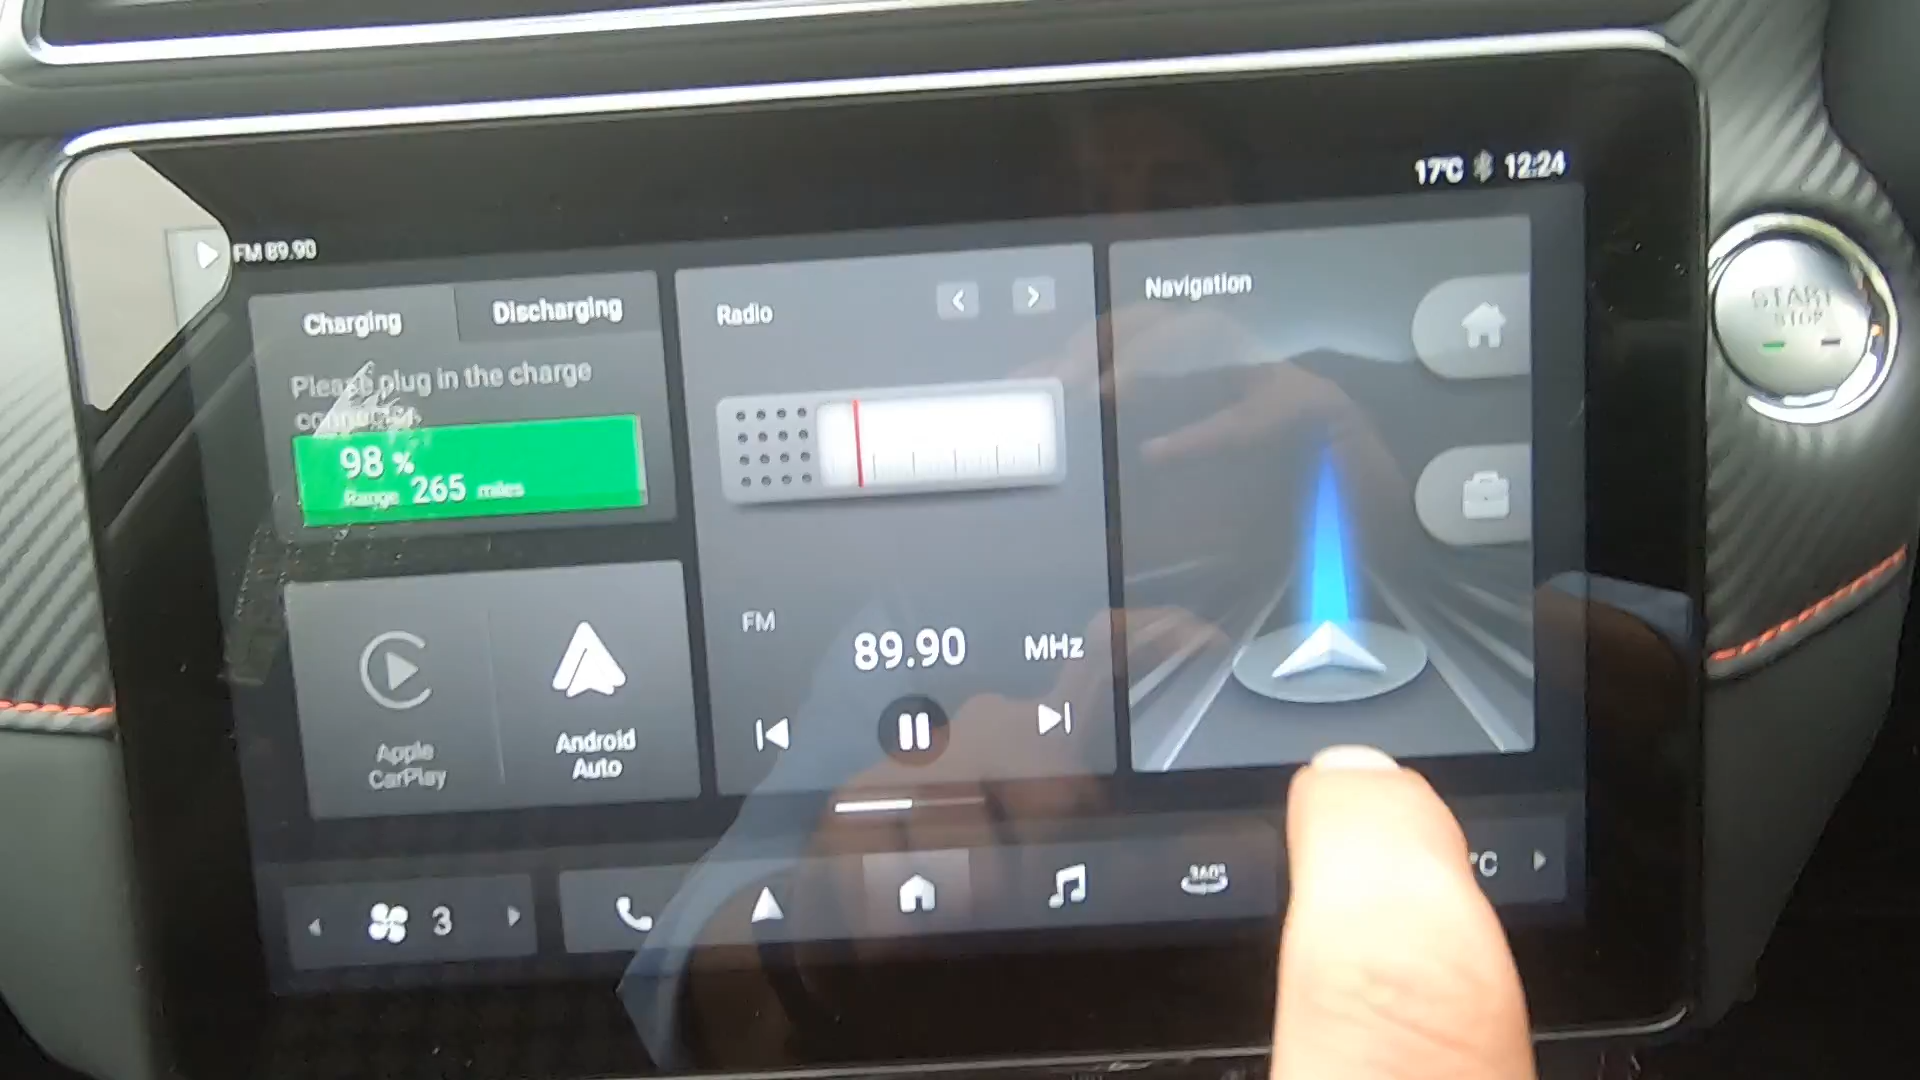 17℃ 12:24
FM 89.90
Charging Discharging
Please plug in the charge
98 %
Range 265 miles
Radio
Navigation
FM 89.90 MHz
Apple
CarPlay
Android
Auto
3
360°
°C
START
STOP